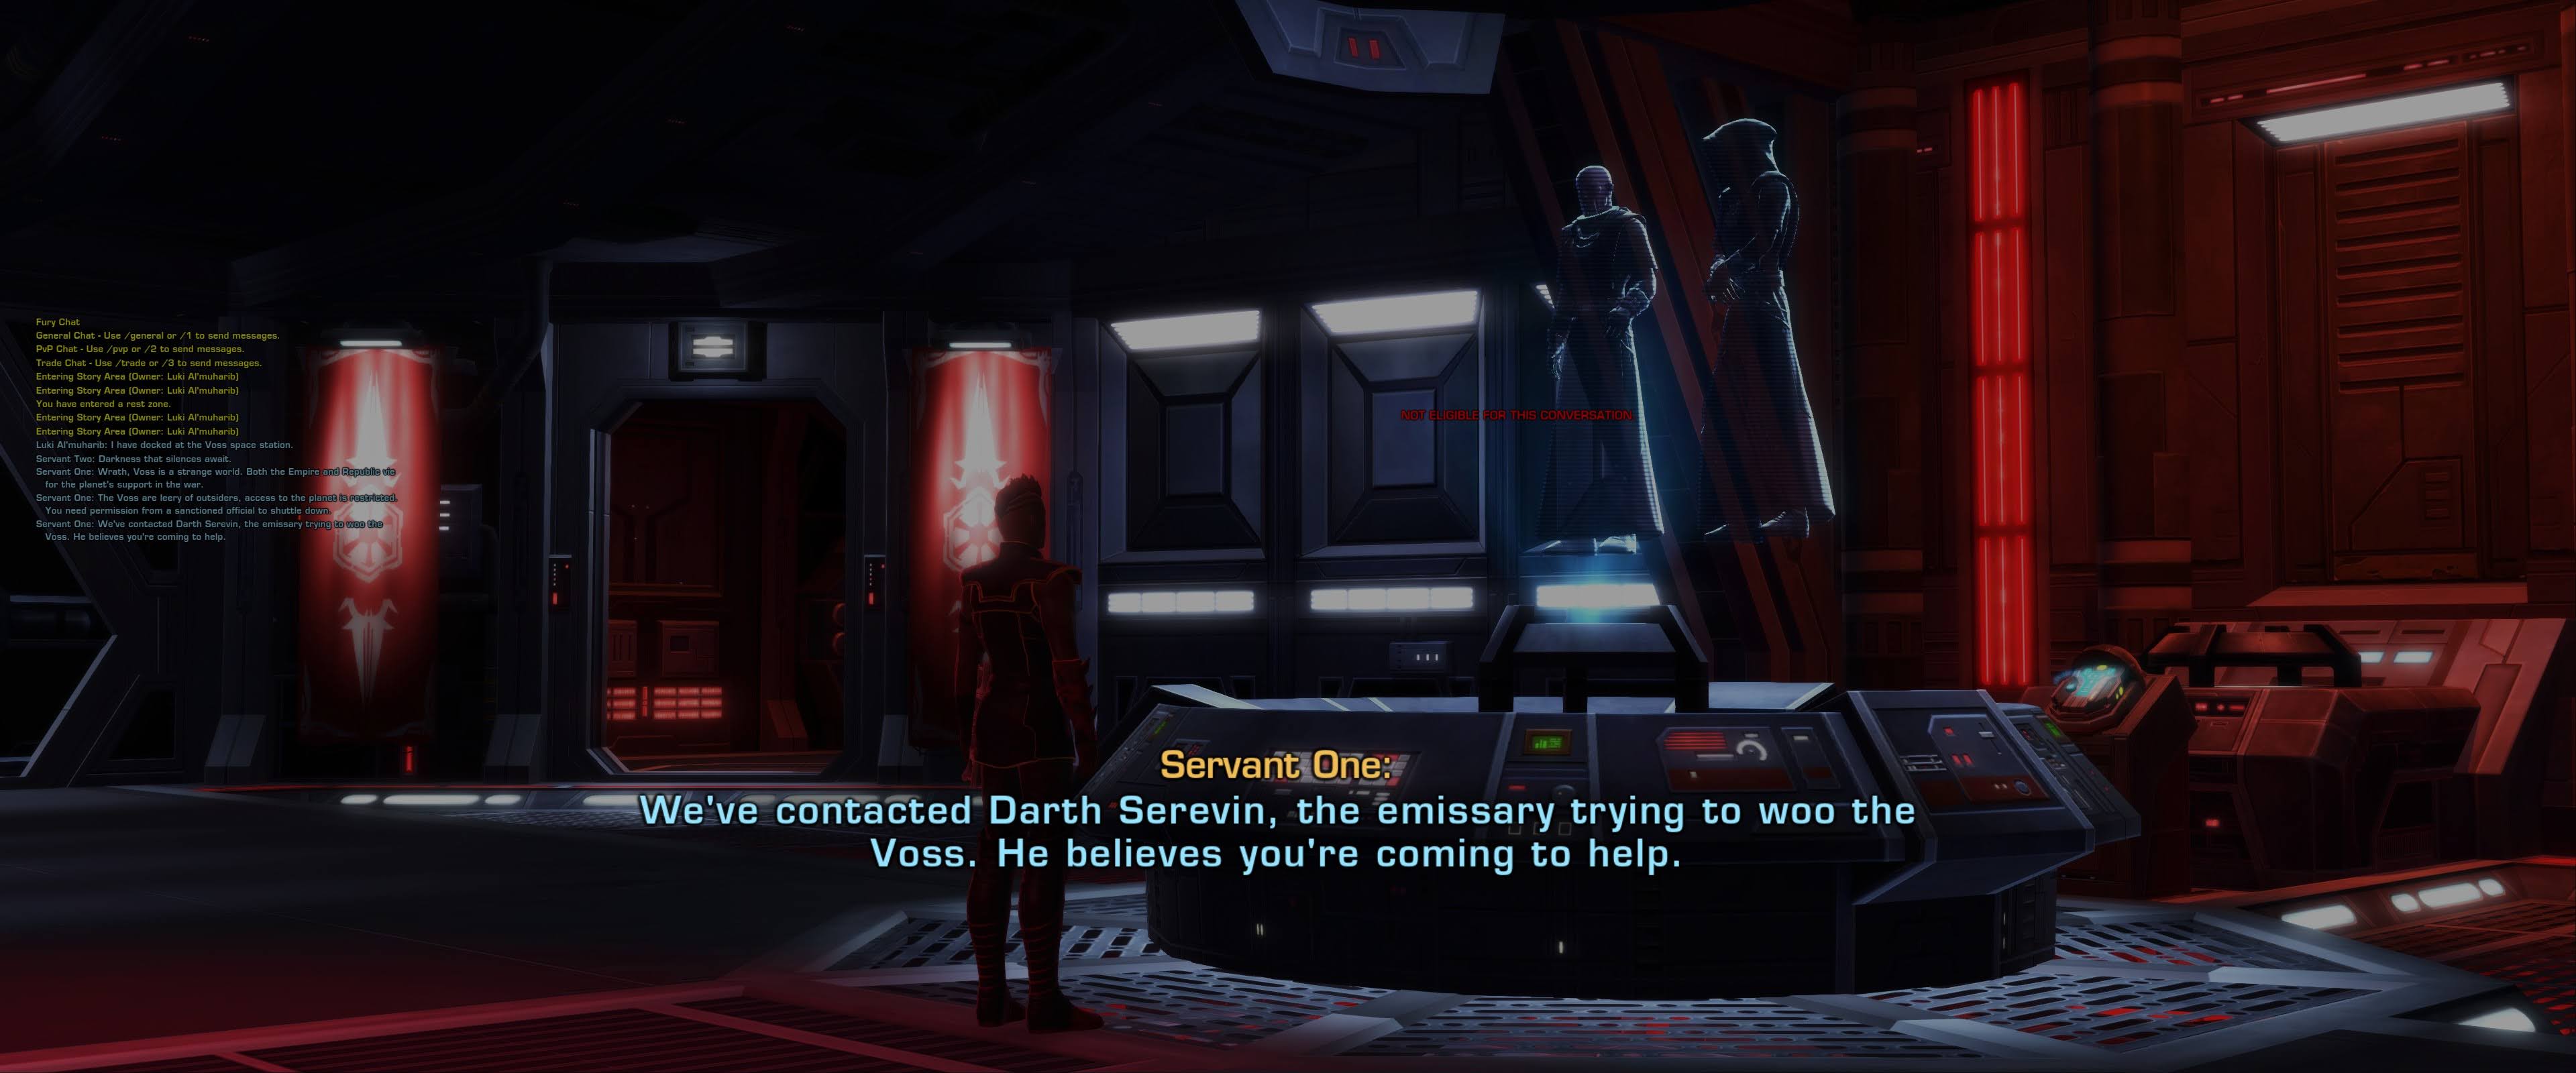 Fury Chat
General Chat - Use /general or /1 to send messages.
PvP Chat - Use /pvp or /2 to send messages.
Trade Chat - Use /trade or /3 to send messages.
Entering Story Area (Owner: Luki Al'muharib)
Entering Story Area (Owner: Luki Al'muharib)
You have entered a rest zone.
Entering Story Area (Owner: Luki Al'muharib)
Entering Story Area (Owner: Luki Al'muharib)
Luki Al'muharib: I have docked at the Voss space station.
Servant Two: Darkness that silences await.
Servant One: Wrath, Voss is a strange world. Both the Empire and Republic vie
for the planet's support in the war.
Servant One: The Voss are leery of outsiders, access to the planet is restricted.
You need permission from a sanctioned official to shuttle down.
Servant One: We've contacted Darth Serevin, the emissary trying to woo the
Voss. He believes you're coming to help.
NOT ELIGIBLE FOR THIS CONVERSATION
Servant One:
We've contacted Darth Serevin, the emissary trying to woo the
Voss. He believes you're coming to help.